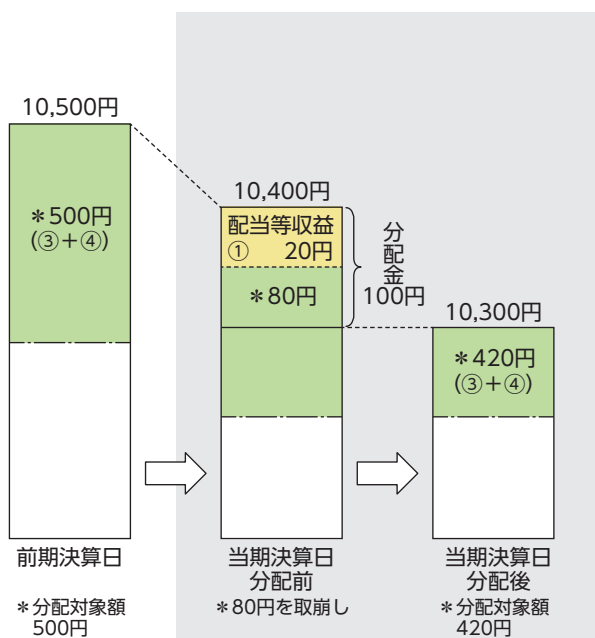 10,500円
＊500円
(③＋④)
前期決算日
＊分配対象額
500円
10,400円
配当等収益
① 20円
＊80円
分配金
100円
当期決算日
分配前
＊80円を取崩し
10,300円
＊420円
(③＋④)
当期決算日
分配後
＊分配対象額
420円